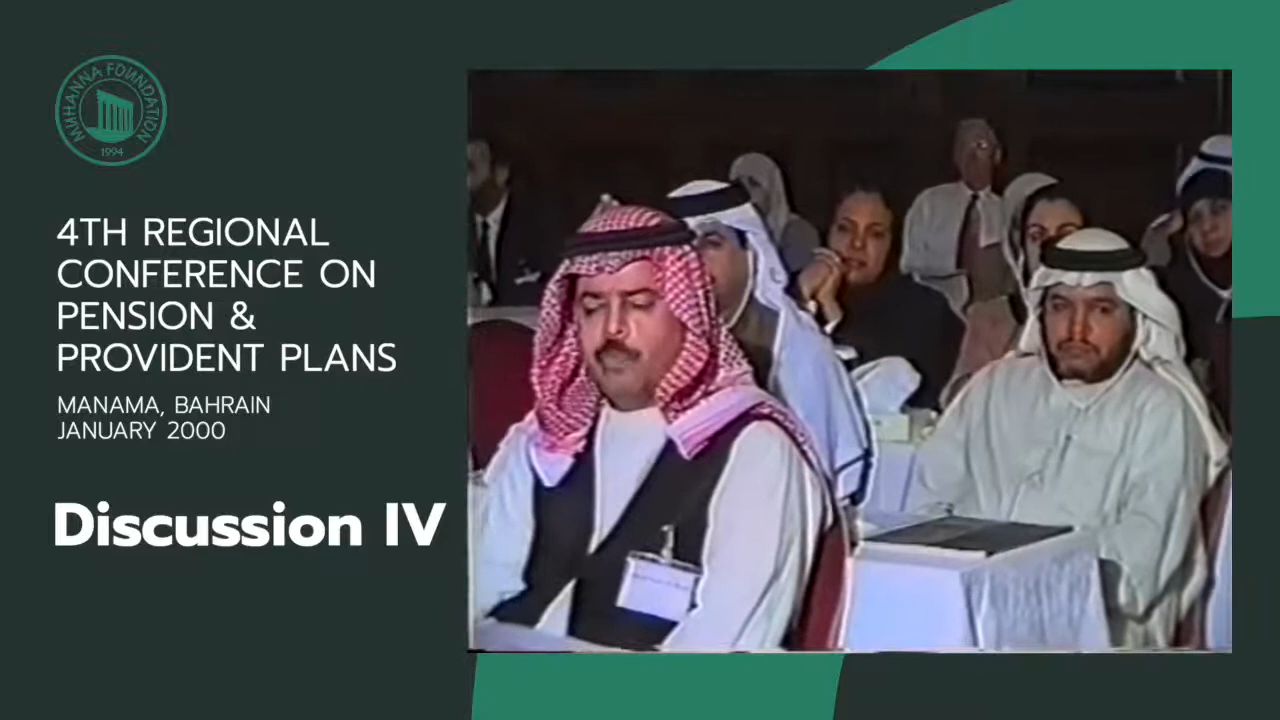 MUHANNA FOUNDATION
1994
4TH REGIONAL
CONFERENCE ON
PENSION &
PROVIDENT PLANS
MANAMA, BAHRAIN
JANUARY 2000
Discussion IV